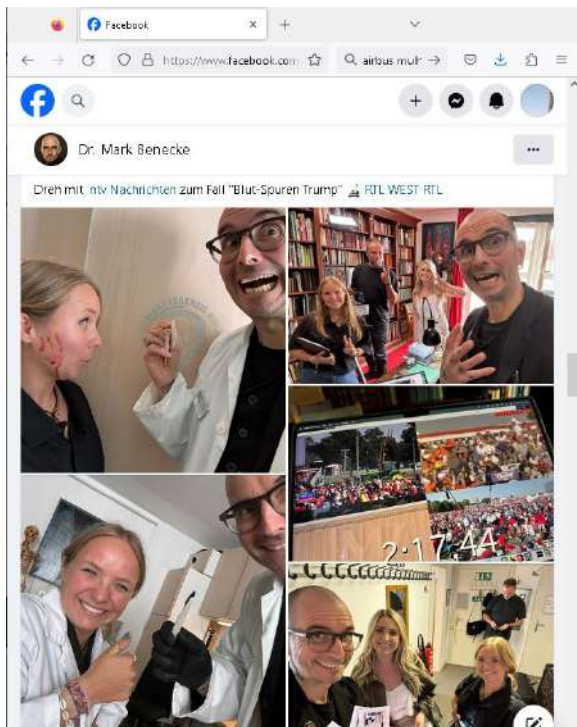 Facebook
https://www.facebook.com
airbus mulh
Dr. Mark Benecke
Dreh mit ntv Nachrichten zum Fall "Blut-Spuren Trump" 🔬 RTL WEST RTL
2:17,44